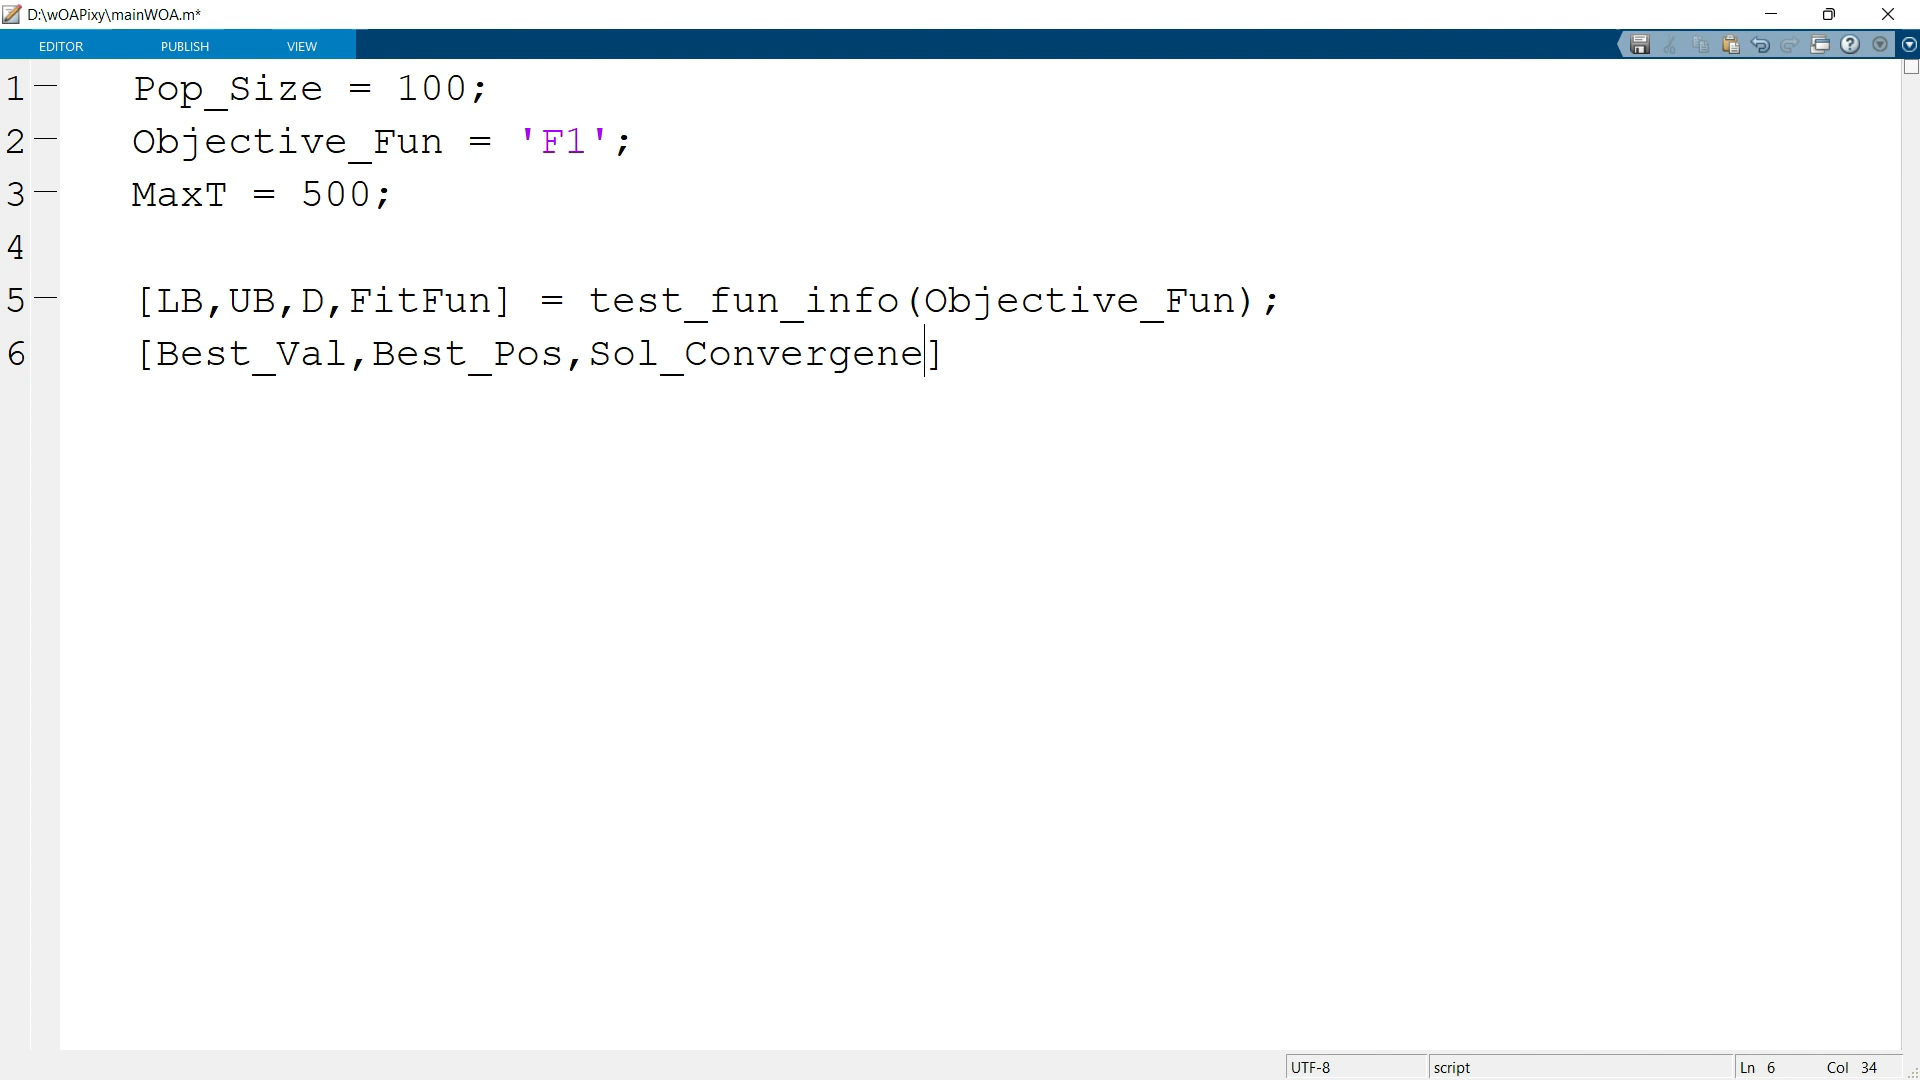 D:\wOAPixy\mainWOA.m*
EDITOR PUBLISH VIEW
1 Pop_Size = 100;
2 Objective_Fun = 'F1';
3 MaxT = 500;
4
5 [LB,UB,D,FitFun] = test_fun_info(Objective_Fun);
6 [Best_Val,Best_Pos,Sol_Convergene]
UTF-8 script Ln 6 Col 34